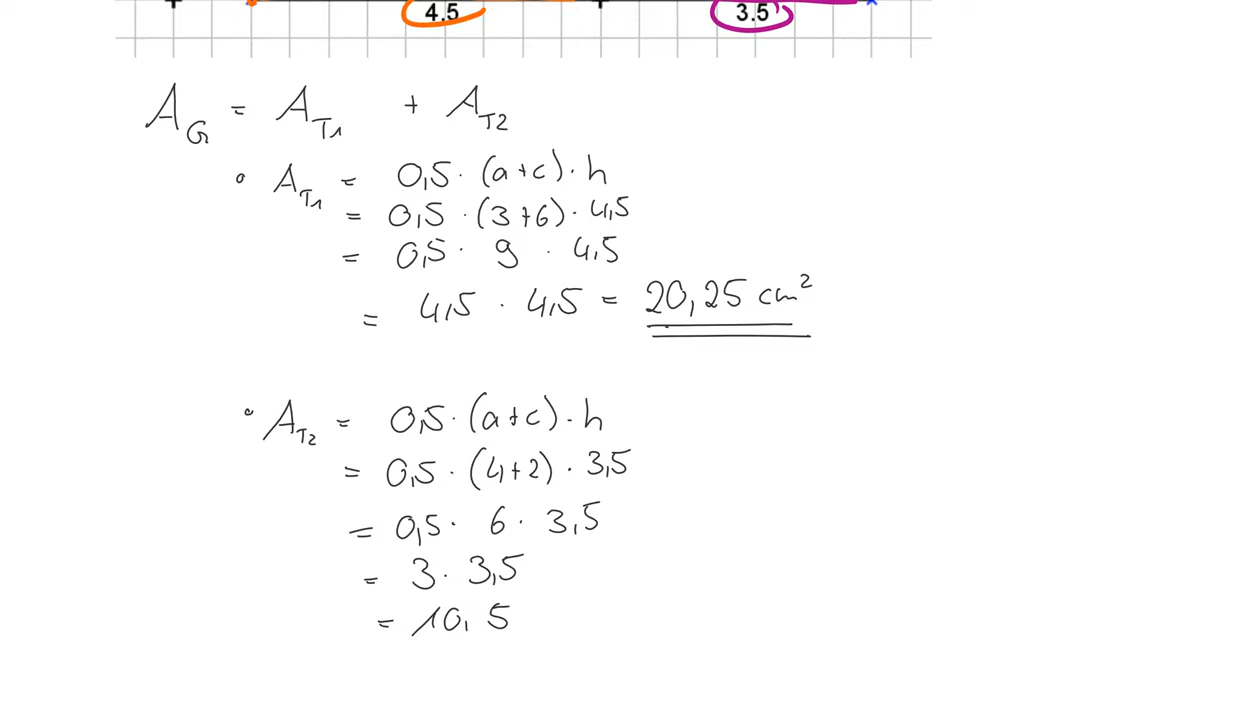 4.5 3.5
A_G = A_T1 + A_T2
° A_T1 = 0,5 · (a+c) · h
= 0,5 · (3+6) · 4,5
= 0,5 · 9 · 4,5
= 4,5 · 4,5 = 20,25 cm²
° A_T2 = 0,5 · (a+c) · h
= 0,5 · (4+2) · 3,5
= 0,5 · 6 · 3,5
= 3 · 3,5
= 10,5